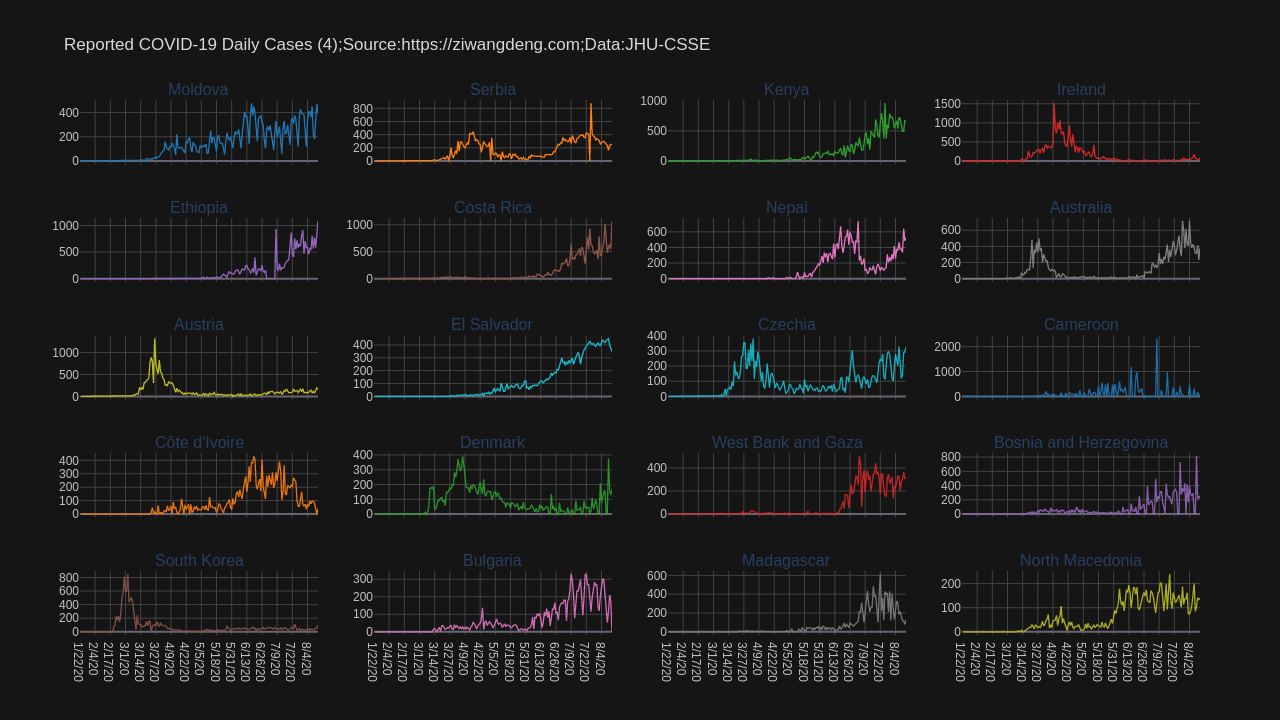 Reported COVID-19 Daily Cases (4);Source:https://ziwangdeng.com;Data:JHU-CSSE
Moldova Serbia Kenya Ireland
400 200 0 800 600 400 200 0 1000 500 0 1500 1000 500 0
Ethiopia Costa Rica Nepal Australia
1000 500 0 1000 500 0 600 400 200 0 600 400 200 0
Austria El Salvador Czechia Cameroon
1000 500 0 400 300 200 100 0 400 300 200 100 0 2000 1000 0
Côte d'Ivoire Denmark West Bank and Gaza Bosnia and Herzegovina
400 300 200 100 0 400 300 200 100 0 400 200 0 800 600 400 200 0
South Korea Bulgaria Madagascar North Macedonia
800 600 400 200 0 300 200 100 0 600 400 200 0 200 100 0
1/22/20 2/4/20 2/17/20 3/1/20 3/14/20 3/27/20 4/9/20 4/22/20 5/5/20 5/18/20 5/31/20 6/13/20 6/26/20 7/9/20 7/22/20 8/4/20
1/22/20 2/4/20 2/17/20 3/1/20 3/14/20 3/27/20 4/9/20 4/22/20 5/5/20 5/18/20 5/31/20 6/13/20 6/26/20 7/9/20 7/22/20 8/4/20
1/22/20 2/4/20 2/17/20 3/1/20 3/14/20 3/27/20 4/9/20 4/22/20 5/5/20 5/18/20 5/31/20 6/13/20 6/26/20 7/9/20 7/22/20 8/4/20
1/22/20 2/4/20 2/17/20 3/1/20 3/14/20 3/27/20 4/9/20 4/22/20 5/5/20 5/18/20 5/31/20 6/13/20 6/26/20 7/9/20 7/22/20 8/4/20